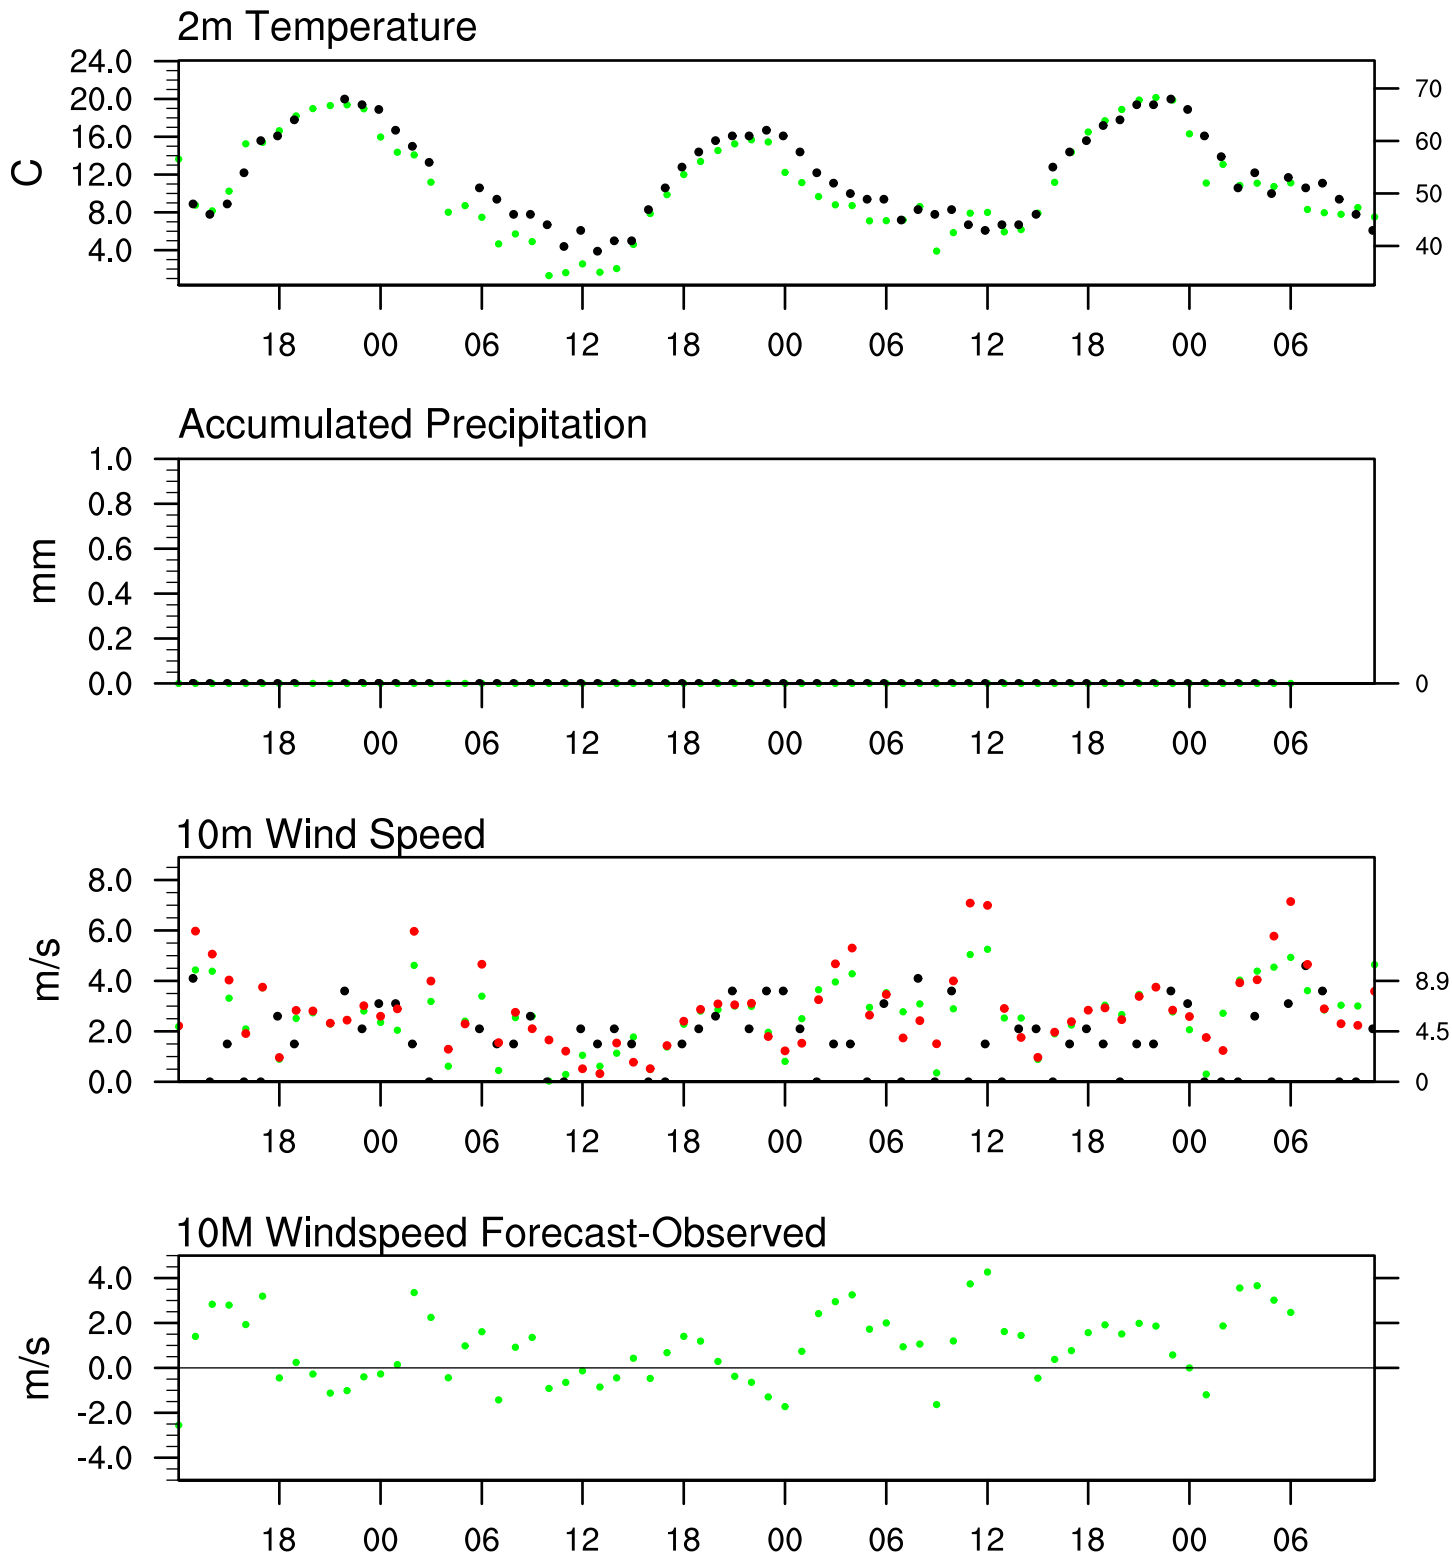 2m Temperature
24.0
20.0
16.0
12.0
8.0
4.0
C
70
60
50
40
18 00 06 12 18 00 06 12 18 00 06
Accumulated Precipitation
1.0
0.8
0.6
0.4
0.2
0.0
mm
0
18 00 06 12 18 00 06 12 18 00 06
10m Wind Speed
8.0
6.0
4.0
2.0
0.0
m/s
8.9
4.5
0
18 00 06 12 18 00 06 12 18 00 06
10M Windspeed Forecast-Observed
4.0
2.0
0.0
-2.0
-4.0
m/s
18 00 06 12 18 00 06 12 18 00 06